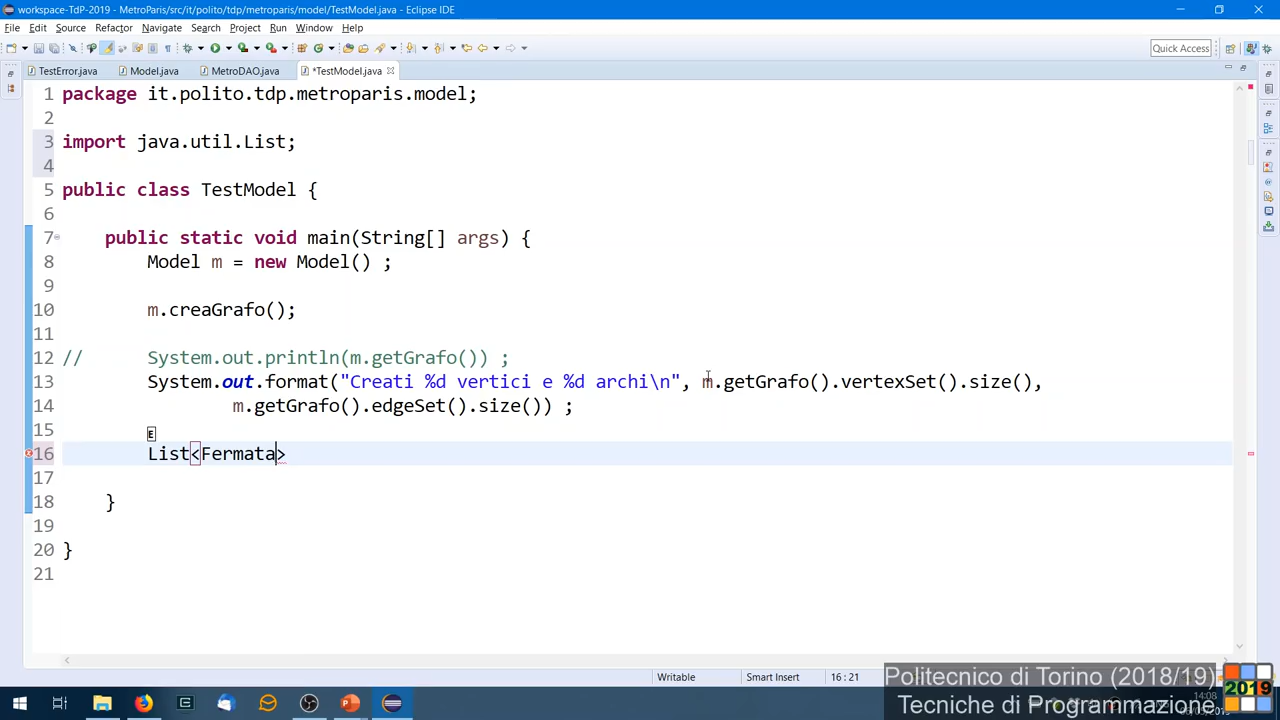 workspace-TdP-2019 - MetroParis/src/it/polito/tdp/metroparis/model/TestModel.java - Eclipse IDE
File Edit Source Refactor Navigate Search Project Run Window Help
Quick Access
TestError.java Model.java MetroDAO.java *TestModel.java
1 package it.polito.tdp.metroparis.model;
2
3 import java.util.List;
4
5 public class TestModel {
6
7 public static void main(String[] args) {
8 Model m = new Model() ;
9
10 m.creaGrafo();
11
12 // System.out.println(m.getGrafo()) ;
13 System.out.format("Creati %d vertici e %d archi\n", m.getGrafo().vertexSet().size(),
14 m.getGrafo().edgeSet().size()) ;
15
16 List<Fermata>
17
18 }
19
20 }
21
Writable Smart Insert 16 : 21
Politecnico di Torino (2018/19)
Tecniche di Programmazione
2019
14:08